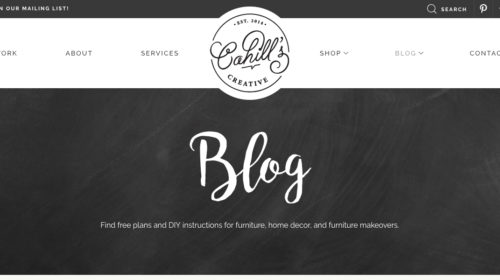 N OUR MAILING LIST!
SEARCH
ORK
ABOUT
SERVICES
EST. 2014
Cahill's
CREATIVE
SHOP
BLOG
CONTAC
Blog
Find free plans and DIY instructions for furniture, home decor, and furniture makeovers.